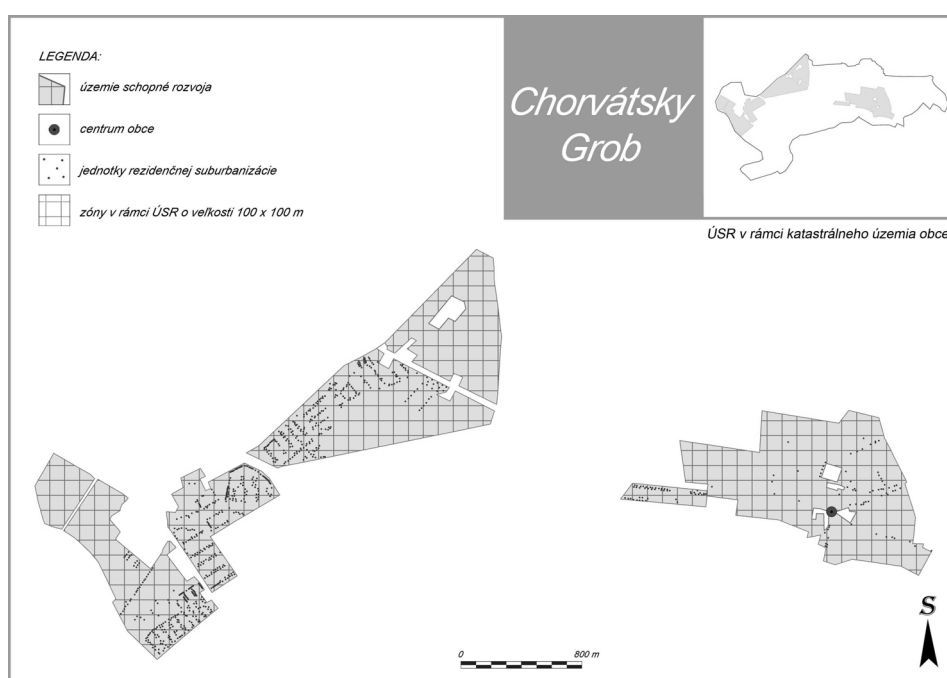 LEGENDA:
územie schopné rozvoja
centrum obce
jednotky rezidenčnej suburbanizácie
zóny v rámci ÚSR o veľkosti 100 x 100 m
Chorvátsky
Grob
ÚSR v rámci katastrálneho územia obce
S
0 800 m